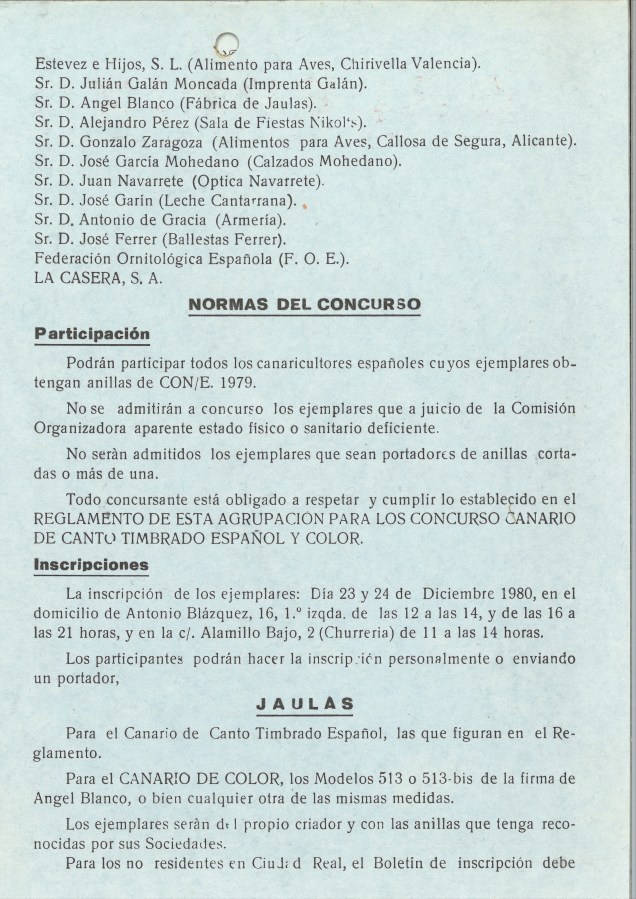 Estevez e Hijos, S. L. (Alimento para Aves, Chirivella Valencia).
Sr. D. Julián Galán Moncada (Imprenta Galán).
Sr. D. Angel Blanco (Fábrica de Jaulas).
Sr. D. Alejandro Pérez (Sala de Fiestas Nikol's).
Sr. D. Gonzalo Zaragoza (Alimentos para Aves, Callosa de Segura, Alicante).
Sr. D. José García Mohedano (Calzados Mohedano).
Sr. D. Juan Navarrete (Optica Navarrete).
Sr. D. José Garin (Leche Cantarrana).
Sr. D. Antonio de Gracia (Armería).
Sr. D. José Ferrer (Ballestas Ferrer).
Federación Ornitológica Española (F. O. E.).
LA CASERA, S. A.
NORMAS DEL CONCURSO
Participación
Podrán participar todos los canaricultores españoles cuyos ejemplares ob-
tengan anillas de CON/E. 1979.
No se admitirán a concurso los ejemplares que a juicio de la Comisión
Organizadora aparente estado físico o sanitario deficiente.
No seràn admitidos los ejemplares que sean portadores de anillas corta-
das o más de una.
Todo concursante está obligado a respetar y cumplir lo establecido en el
REGLAMENTO DE ESTA AGRUPACIÓN PARA LOS CONCURSO CANARIO
DE CANTO TIMBRADO ESPAÑOL Y COLOR.
Inscripciones
La inscripción de los ejemplares: Día 23 y 24 de Diciembre 1980, en el
domicilio de Antonio Blázquez, 16, 1.º izqda. de las 12 a las 14, y de las 16 a
las 21 horas, y en la c/. Alamillo Bajo, 2 (Churreria) de 11 a las 14 horas.
Los participantes podrán hacer la inscripción personalmente o enviando
un portador,
JAULAS
Para el Canario de Canto Timbrado Español, las que figuran en el Re-
glamento.
Para el CANARIO DE COLOR, los Modelos 513 o 513-bis de la firma de
Angel Blanco, o bien cualquier otra de las mismas medidas.
Los ejemplares seràn del propio criador y con las anillas que tenga reco-
nocidas por sus Sociedades.
Para los no residentes en Ciudad Real, el Boletín de inscripción debe